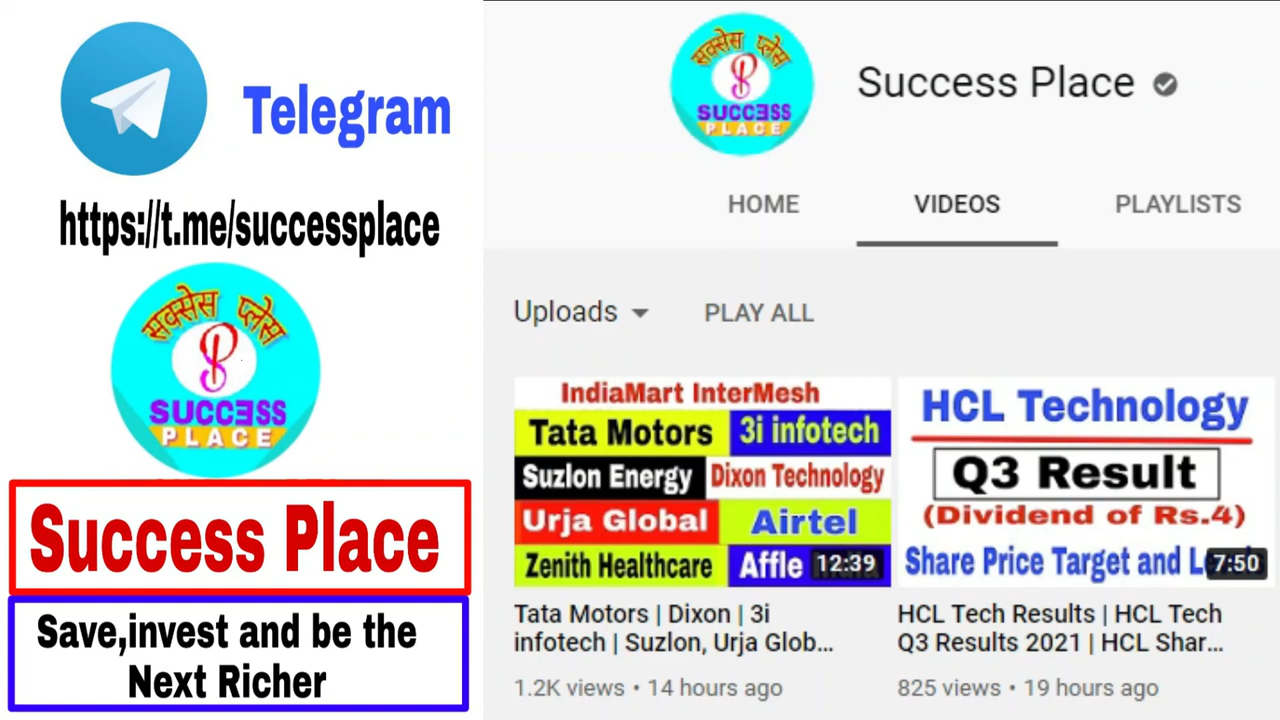 Telegram
https://t.me/successplace
सक्सेस प्लेस
SP
SUCCESS
PLACE
Success Place
Save,invest and be the
Next Richer
सक्सेस प्लेस
SP
SUCCESS
PLACE
Success Place
HOME
VIDEOS
PLAYLISTS
Uploads
PLAY ALL
IndiaMart InterMesh
Tata Motors
3i infotech
Suzlon Energy
Dixon Technology
Urja Global
Airtel
Zenith Healthcare
Affle
12:39
Tata Motors | Dixon | 3i
infotech | Suzlon, Urja Glob...
1.2K views • 14 hours ago
HCL Technology
Q3 Result
(Dividend of Rs.4)
Share Price Target and
7:50
HCL Tech Results | HCL Tech
Q3 Results 2021 | HCL Shar...
825 views • 19 hours ago